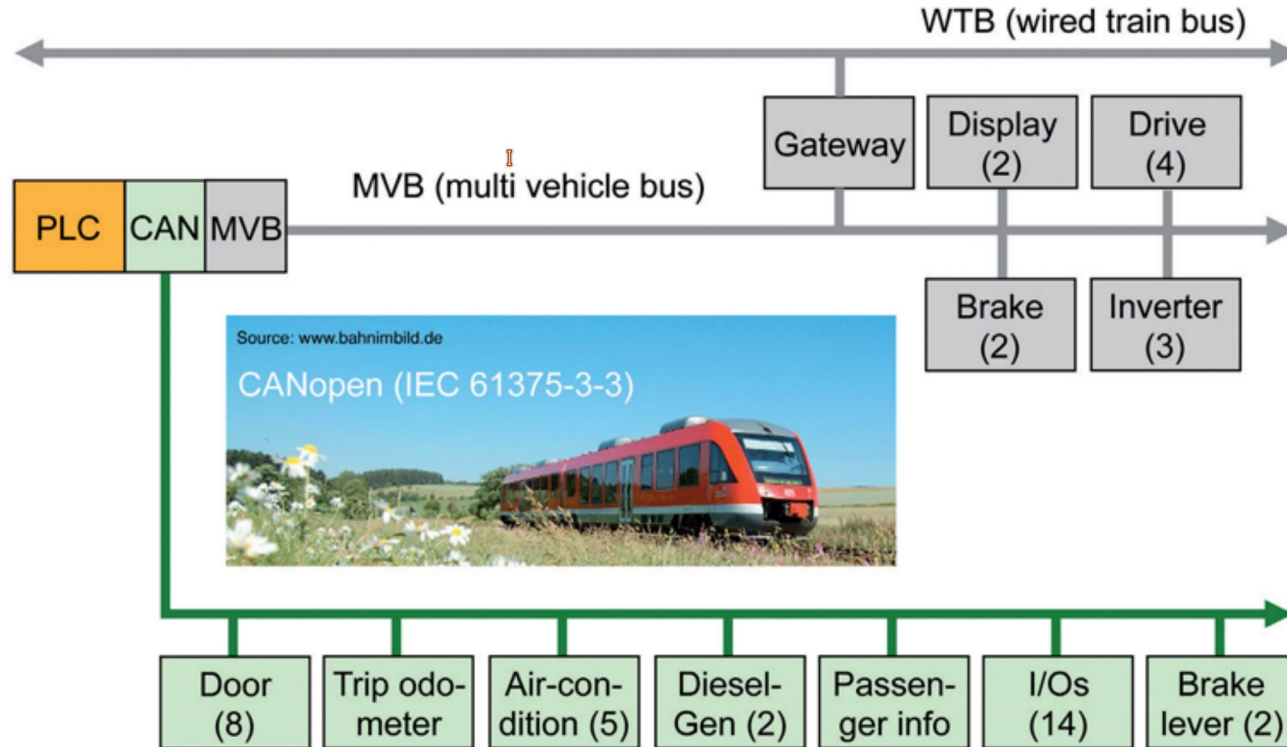 WTB (wired train bus)
Gateway
Display
(2)
Drive
(4)
MVB (multi vehicle bus)
PLC
CAN
MVB
Brake
(2)
Inverter
(3)
Source: www.bahnimbild.de
CANopen (IEC 61375-3-3)
Door
(8)
Trip odo-
meter
Air-con-
dition (5)
Diesel-
Gen (2)
Passen-
ger info
I/Os
(14)
Brake
lever (2)